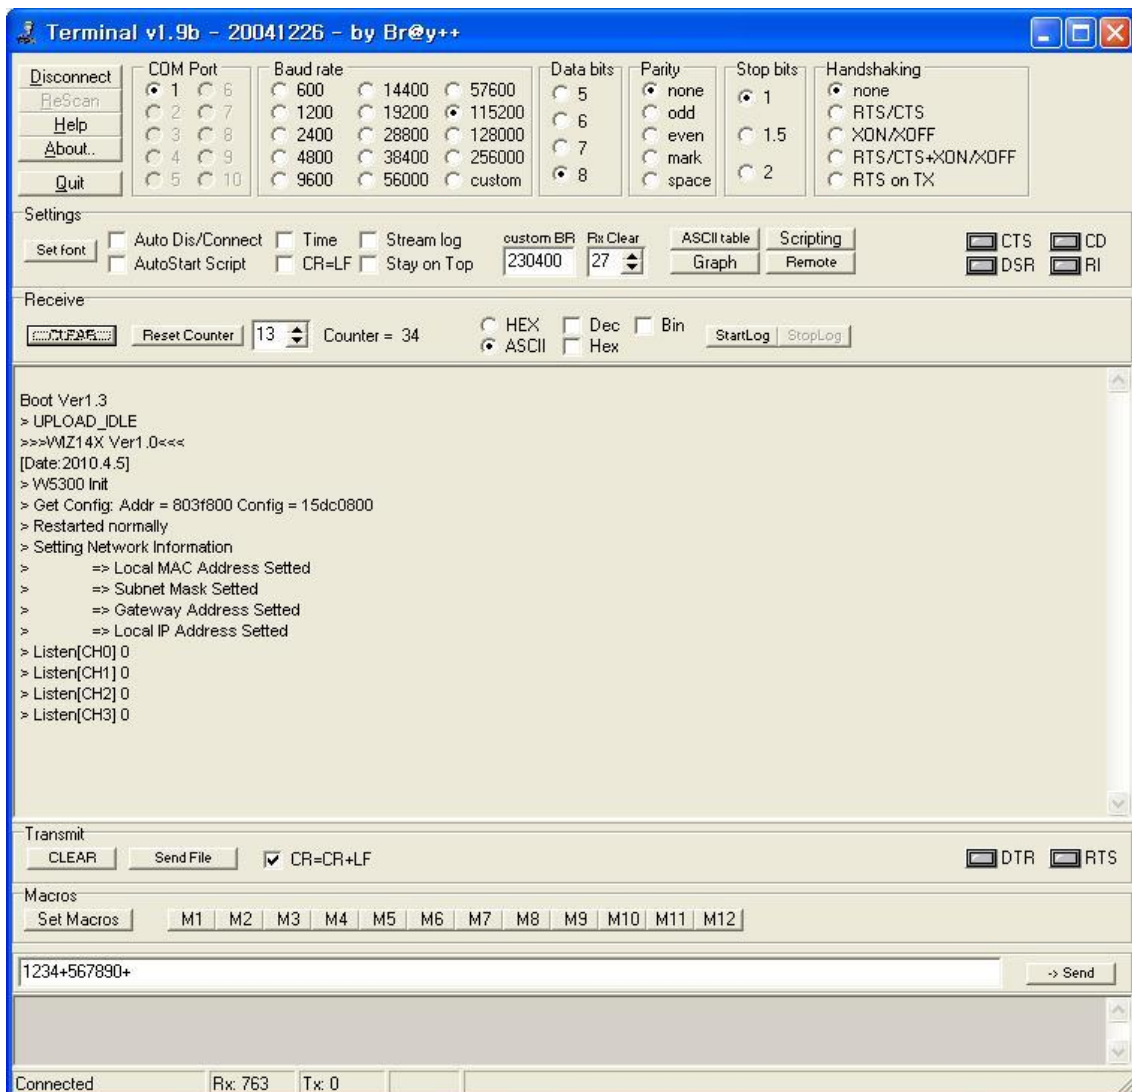 Terminal v1.9b - 20041226 - by Br@y++
Disconnect
ReScan
Help
About..
Quit
COM Port
1 6
2 7
3 8
4 9
5 10
Baud rate
600 14400 57600
1200 19200 115200
2400 28800 128000
4800 38400 256000
9600 56000 custom
Data bits
5
6
7
8
Parity
none
odd
even
mark
space
Stop bits
1
1.5
2
Handshaking
none
RTS/CTS
XON/XOFF
RTS/CTS+XON/XOFF
RTS on TX
Settings
Set font
Auto Dis/Connect Time Stream log
AutoStart Script CR=LF Stay on Top
custom BR Rx Clear
230400 27
ASCII table Scripting
Graph Remote
CTS CD
DSR RI
Receive
CLEAR Reset Counter 13 Counter = 34
HEX Dec Bin
ASCII Hex
StartLog StopLog
Boot Ver1.3
> UPLOAD_IDLE
>>>WIZ14X Ver1.0<<<
[Date:2010.4.5]
> W5300 Init
> Get Config: Addr = 803f800 Config = 15dc0800
> Restarted normally
> Setting Network Information
> => Local MAC Address Setted
> => Subnet Mask Setted
> => Gateway Address Setted
> => Local IP Address Setted
> Listen[CH0] 0
> Listen[CH1] 0
> Listen[CH2] 0
> Listen[CH3] 0
Transmit
CLEAR Send File CR=CR+LF DTR RTS
Macros
Set Macros M1 M2 M3 M4 M5 M6 M7 M8 M9 M10 M11 M12
1234+567890+ -> Send
Connected Rx: 763 Tx: 0